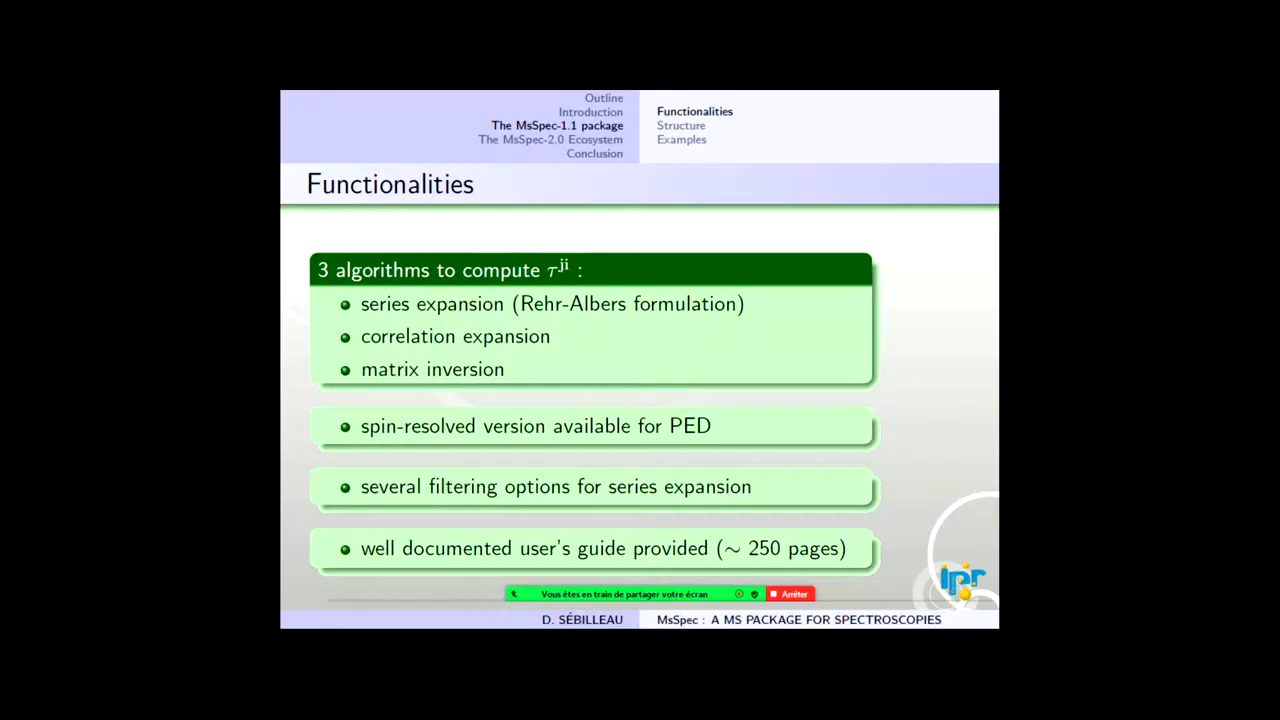 Outline
Introduction
The MsSpec-1.1 package
The MsSpec-2.0 Ecosystem
Conclusion
Functionalities
Structure
Examples
Functionalities
3 algorithms to compute τ^ji :
series expansion (Rehr-Albers formulation)
correlation expansion
matrix inversion
spin-resolved version available for PED
several filtering options for series expansion
well documented user's guide provided (∼ 250 pages)
ipr
Vous êtes en train de partager votre écran
Arrêter
D. SÉBILLEAU
MsSpec : A MS PACKAGE FOR SPECTROSCOPIES